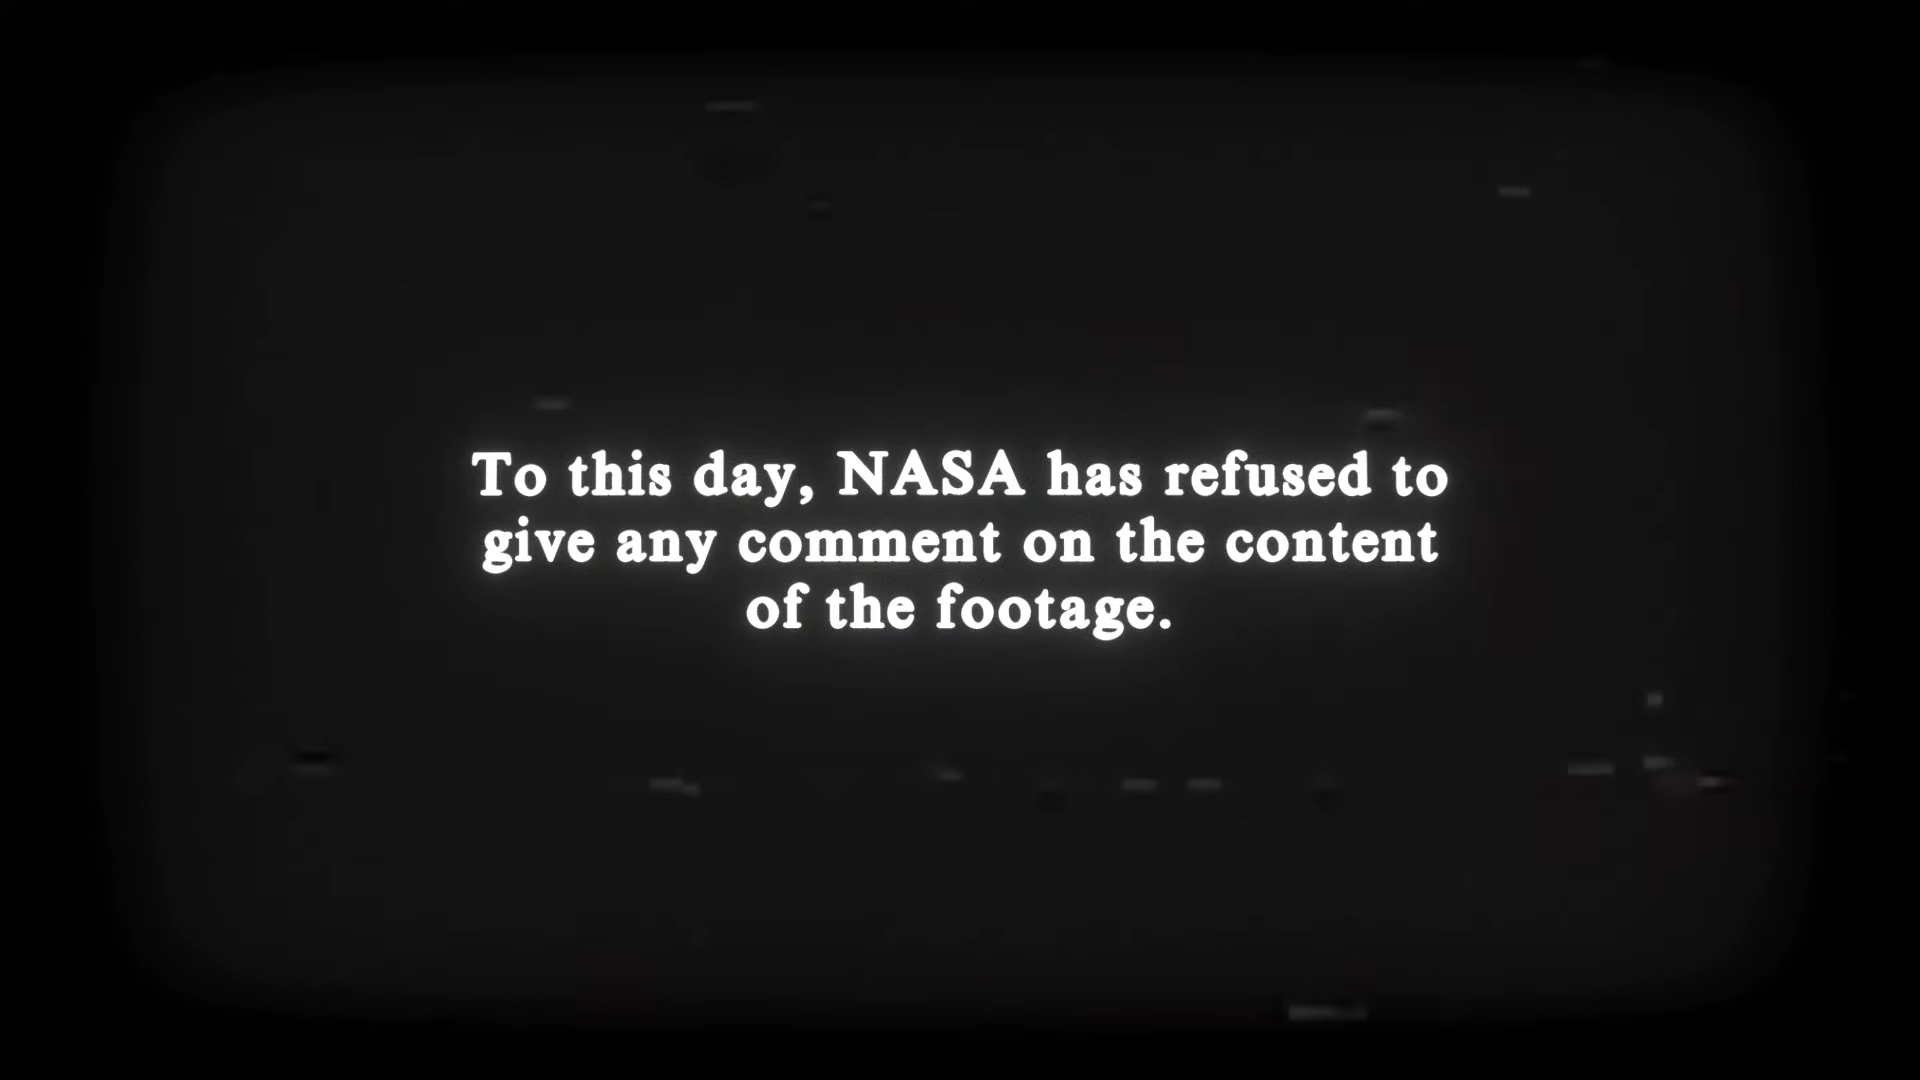 To this day, NASA has refused to
give any comment on the content
of the footage.